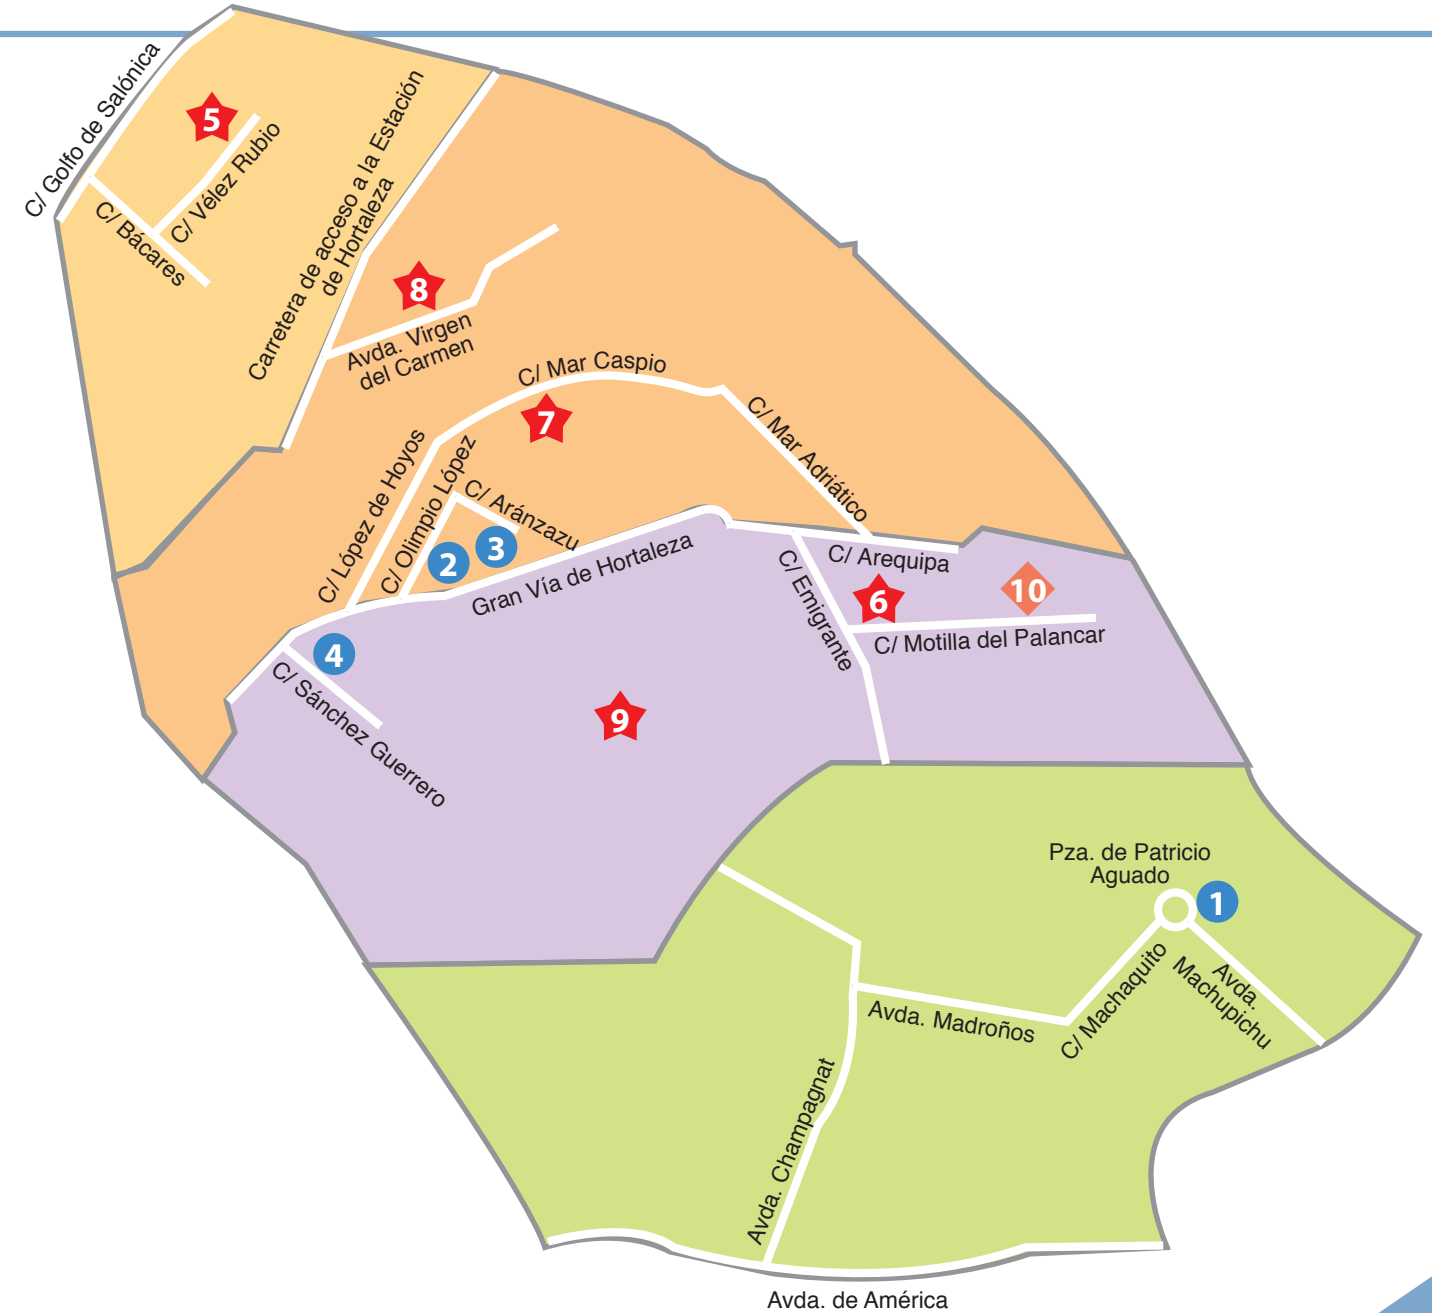 C/ Golfo de Salónica
5
C/ Vélez Rubio
C/ Bácares
Carretera de acceso a la Estación
de Hortaleza
8
Avda. Virgen
del Carmen
C/ Mar Caspio
7
C/ Mar Adriático
C/ López de Hoyos
C/ Olimpio López
C/ Aránzazu
2
3
Gran Vía de Hortaleza
C/ Arequipa
C/ Emigrante
6
10
C/ Motilla del Palancar
4
C/ Sánchez Guerrero
9
Pza. de Patricio
Aguado
1
C/ Machaquito
Avda.
Machupichu
Avda. Madroños
Avda. Champagnat
Avda. de América